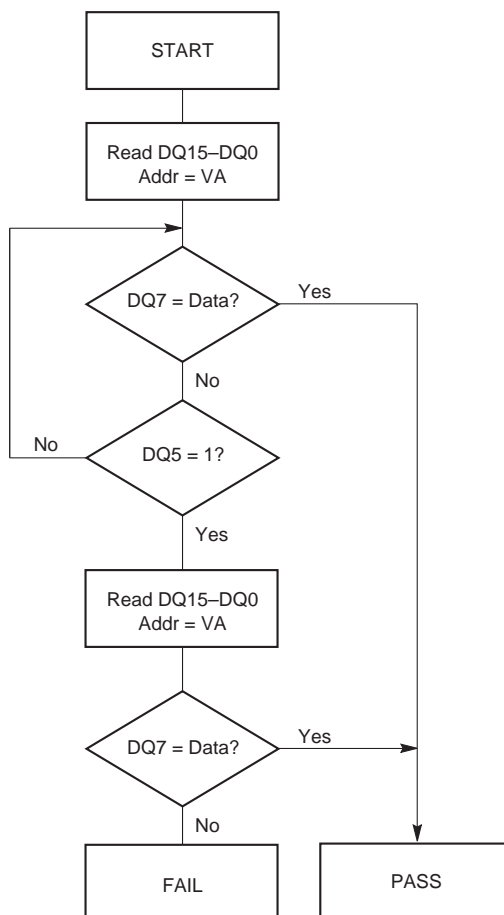 START
Read DQ15–DQ0
Addr = VA
DQ7 = Data?
Yes
No
No
DQ5 = 1?
Yes
Read DQ15–DQ0
Addr = VA
DQ7 = Data?
Yes
No
FAIL
PASS